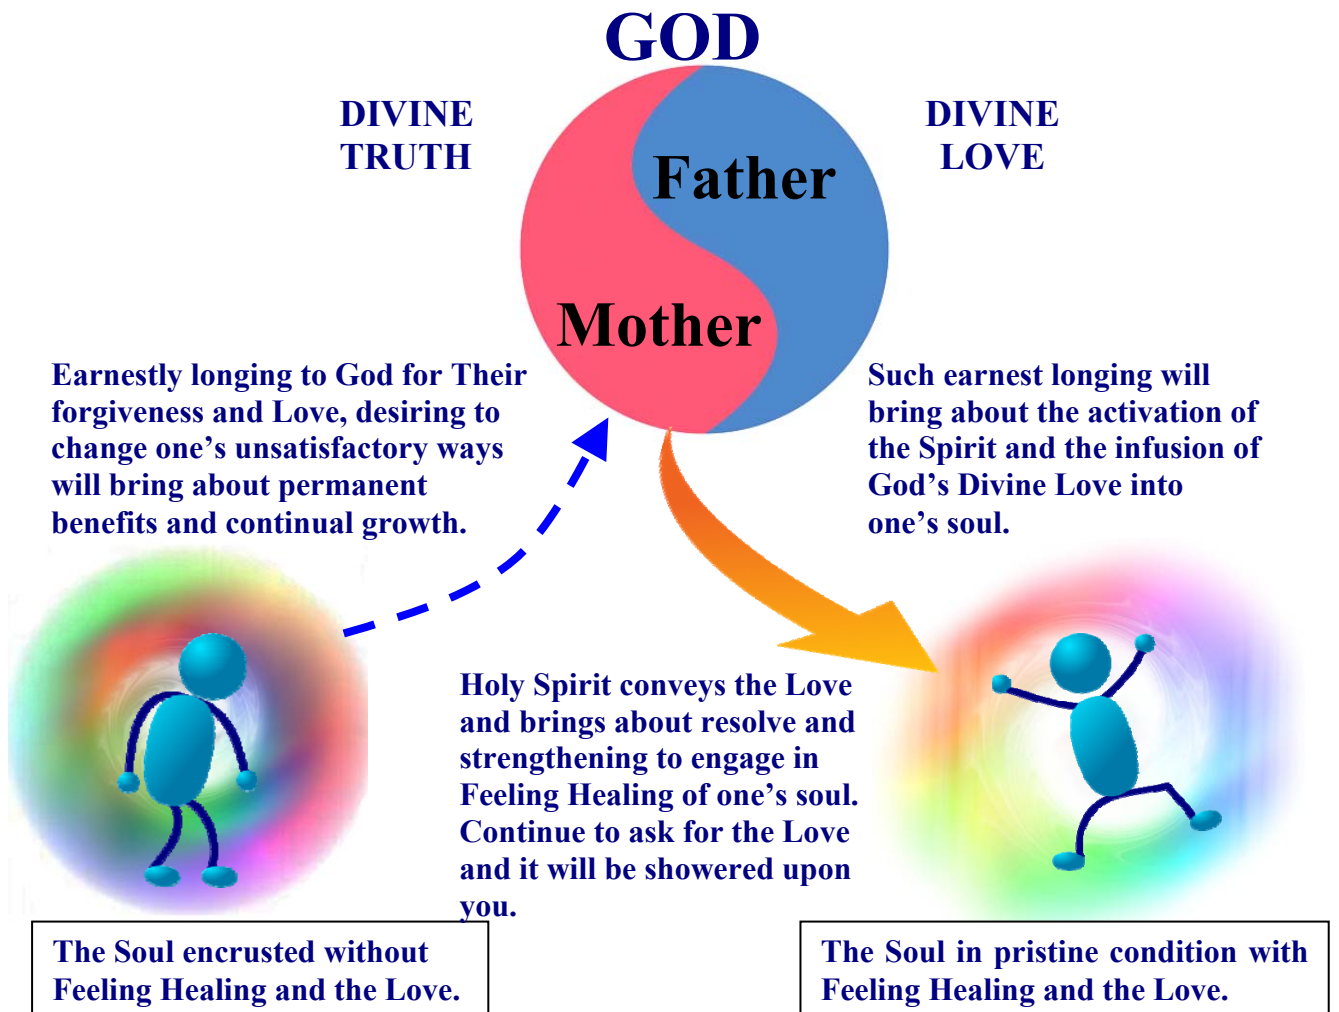 GOD
DIVINE
TRUTH
DIVINE
LOVE
Father
Mother
Earnestly longing to God for Their
forgiveness and Love, desiring to
change one’s unsatisfactory ways
will bring about permanent
benefits and continual growth.
Such earnest longing will
bring about the activation of
the Spirit and the infusion of
God’s Divine Love into
one’s soul.
Holy Spirit conveys the Love
and brings about resolve and
strengthening to engage in
Feeling Healing of one’s soul.
Continue to ask for the Love
and it will be showered upon
you.
The Soul encrusted without
Feeling Healing and the Love.
The Soul in pristine condition with
Feeling Healing and the Love.